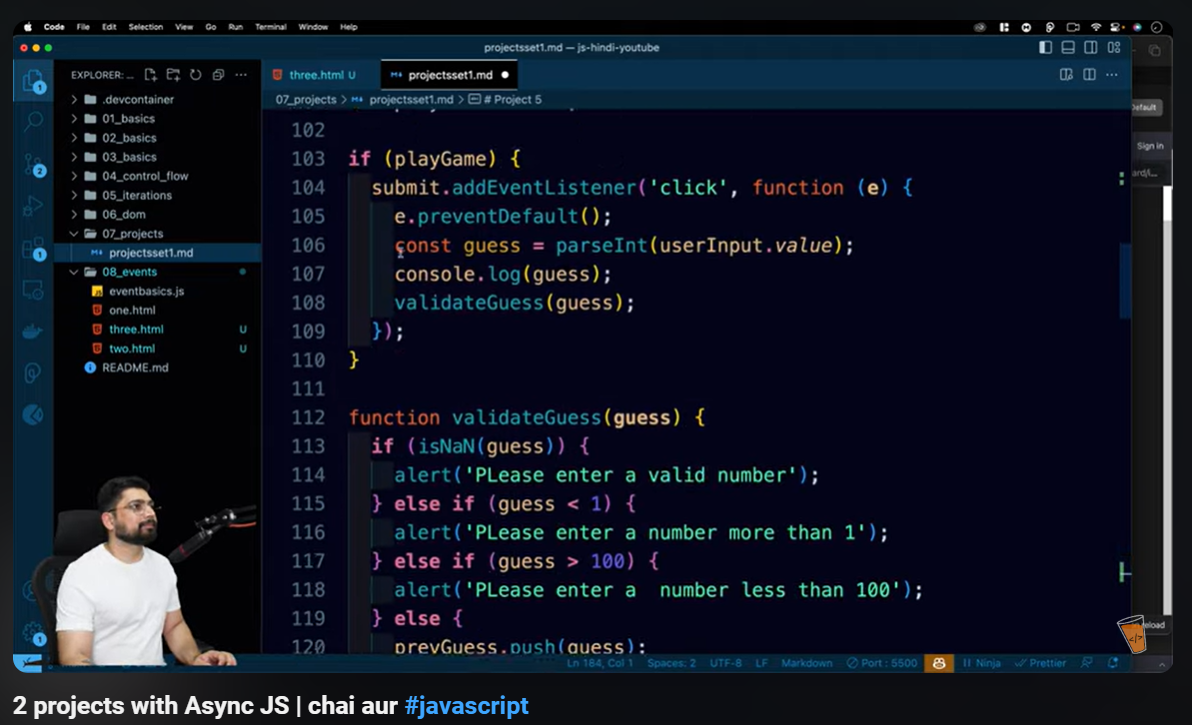 Code File Edit Selection View Go Run Terminal Window Help
projectsset1.md — js-hindi-youtube
EXPLORER: ...
three.html U
projectsset1.md
07_projects > projectsset1.md > # Project 5
.devcontainer
01_basics
02_basics
03_basics
04_control_flow
05_iterations
06_dom
07_projects
projectsset1.md
08_events
eventbasics.js
one.html
three.html U
two.html U
README.md
102
103 if (playGame) {
104 submit.addEventListener('click', function (e) {
105 e.preventDefault();
106 const guess = parseInt(userInput.value);
107 console.log(guess);
108 validateGuess(guess);
109 });
110 }
111
112 function validateGuess(guess) {
113 if (isNaN(guess)) {
114 alert('PLease enter a valid number');
115 } else if (guess < 1) {
116 alert('PLease enter a number more than 1');
117 } else if (guess > 100) {
118 alert('PLease enter a  number less than 100');
119 } else {
120 prevGuess.push(guess);
Sign in
Ln 184, Col 1 Spaces: 2 UTF-8 LF Markdown Port : 5500 Ninja Prettier
2 projects with Async JS | chai aur #javascript